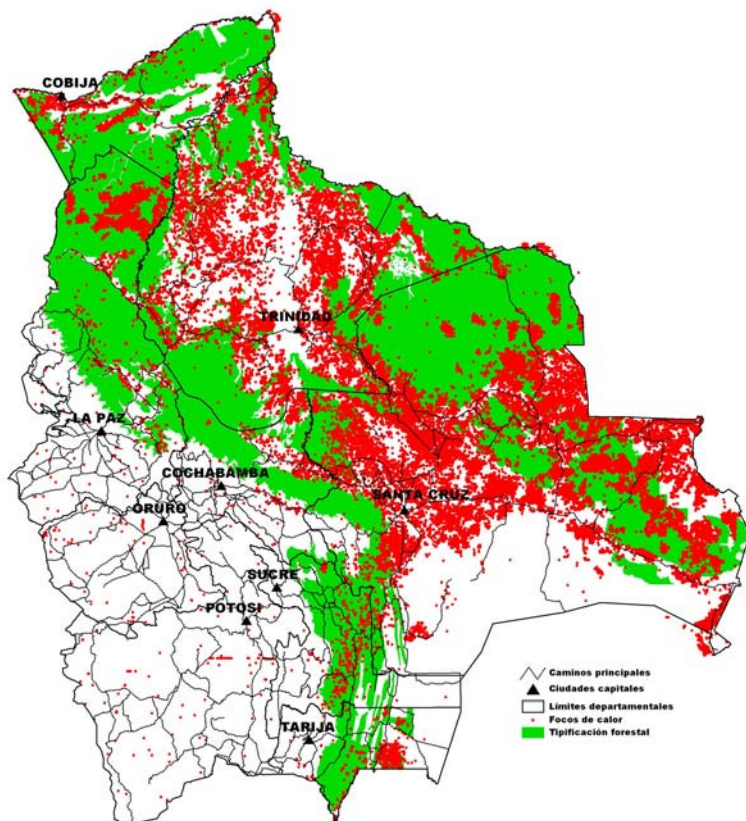 COBIJA
TRINIDAD
LA PAZ
COCHABAMBA
ORURO
SANTA CRUZ
SUCRE
POTOSI
TARIJA
Caminos principales
Ciudades capitales
Límites departamentales
Focos de calor
Tipificación forestal